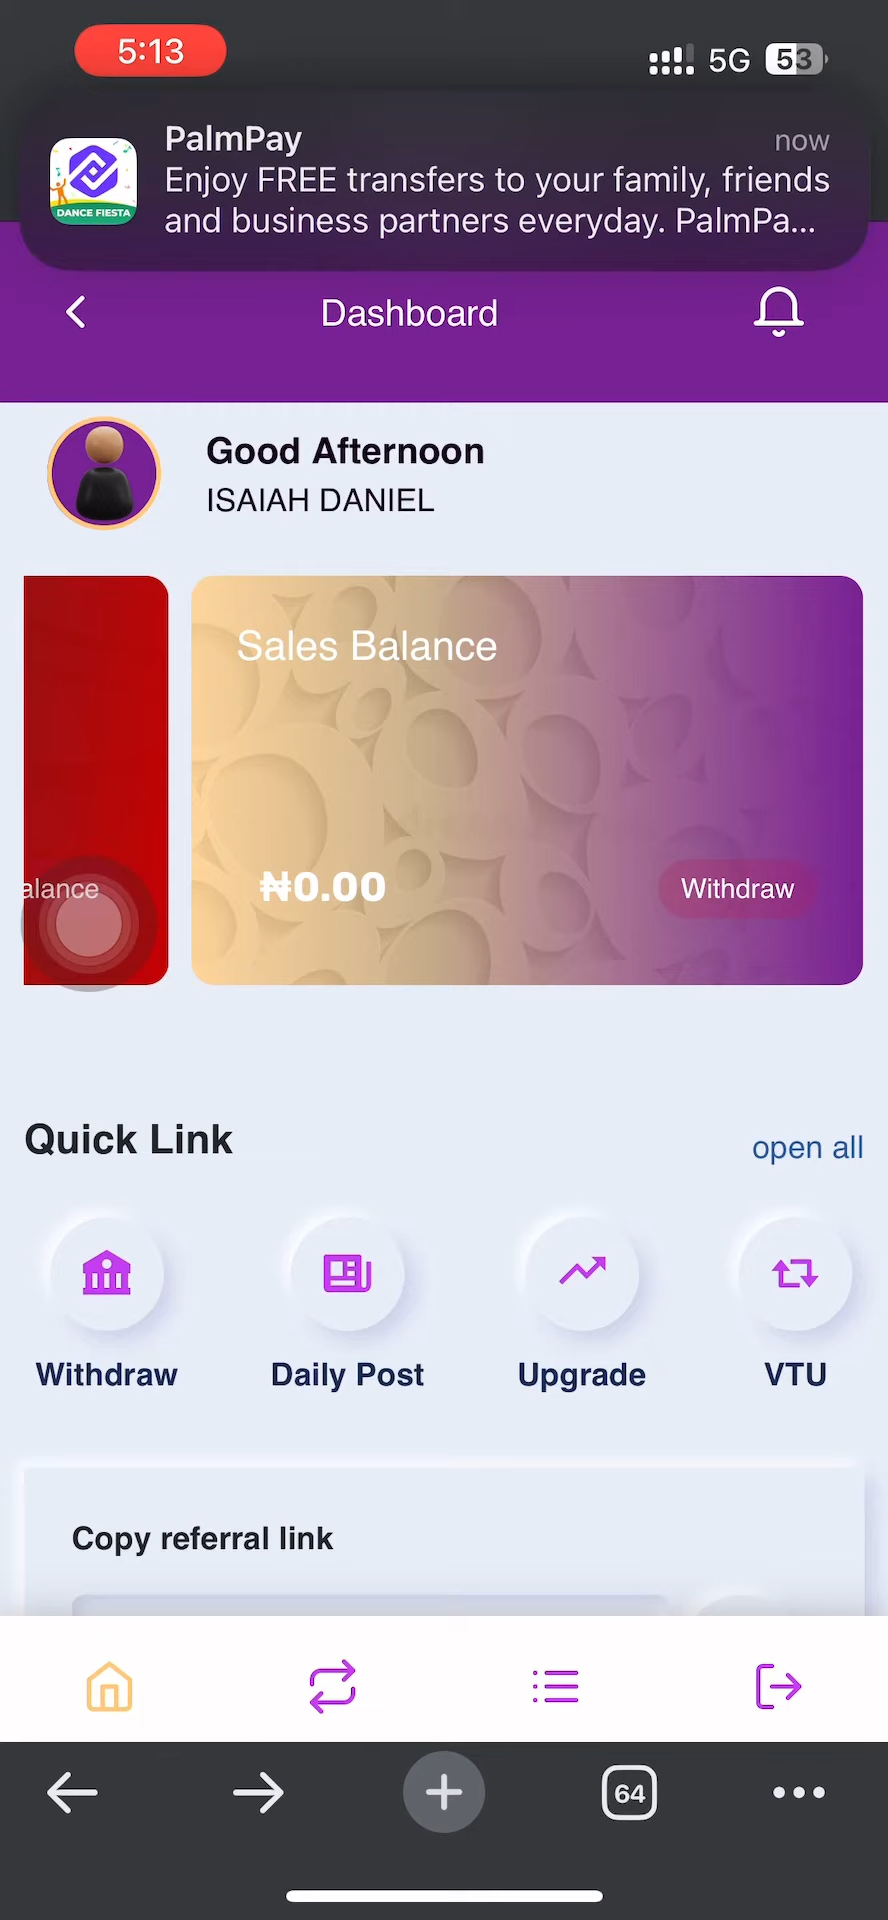 5:13
5G
53
PalmPay
now
Enjoy FREE transfers to your family, friends
and business partners everyday. PalmPa...
DANCE FIESTA
Dashboard
Good Afternoon
ISAIAH DANIEL
Sales Balance
alance
₦0.00
Withdraw
Quick Link
open all
Withdraw
Daily Post
Upgrade
VTU
Copy referral link
64